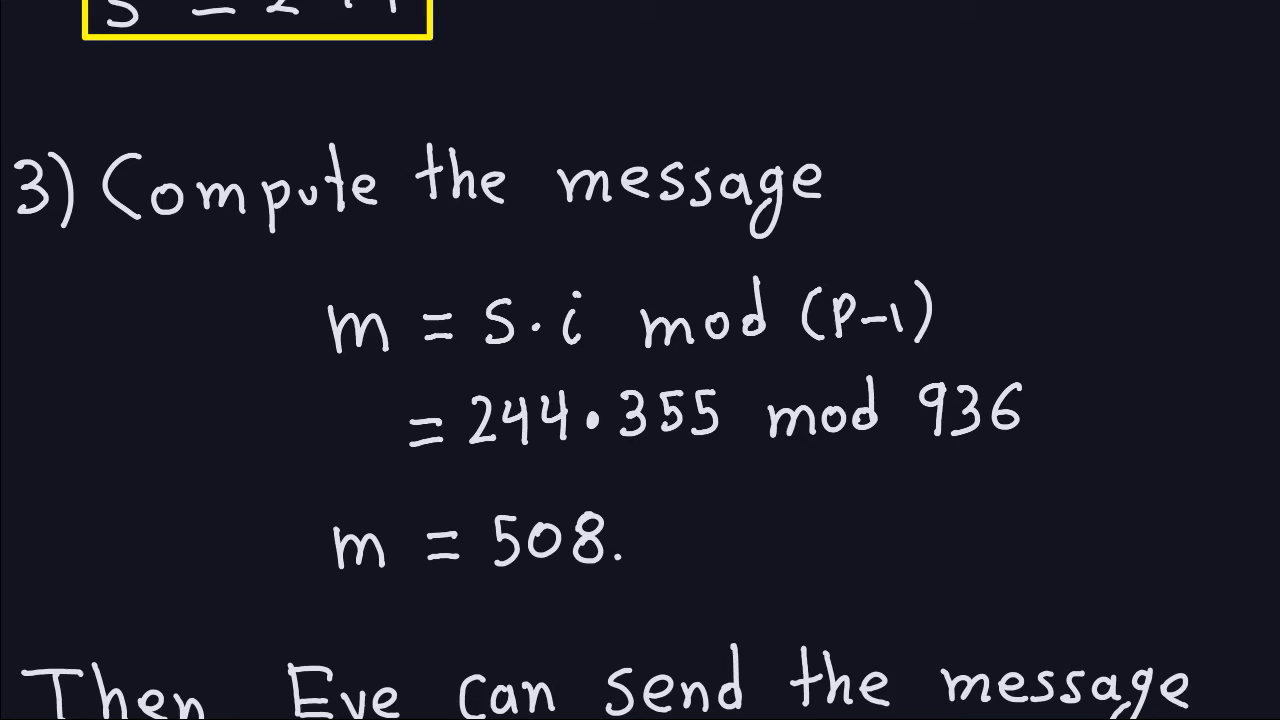 3) Compute the message
m = S · i mod (p-1)
= 244 · 355 mod 936
m = 508.
Then Eve can send the message